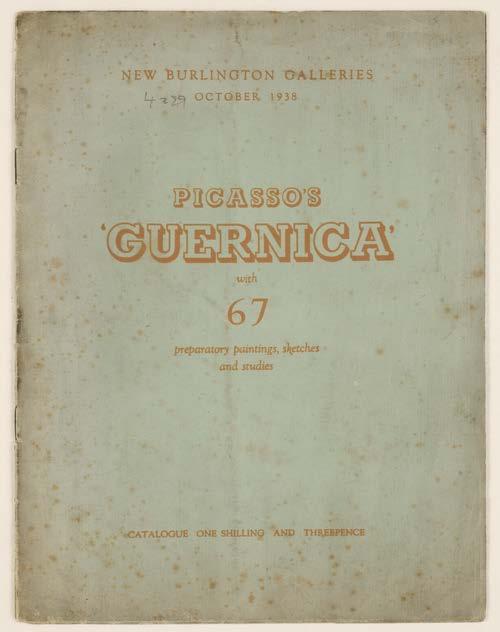 NEW BURLINGTON GALLERIES
OCTOBER 1938
PICASSO'S
'GUERNICA'
with
67
preparatory paintings, sketches
and studies
CATALOGUE ONE SHILLING AND THREEPENCE